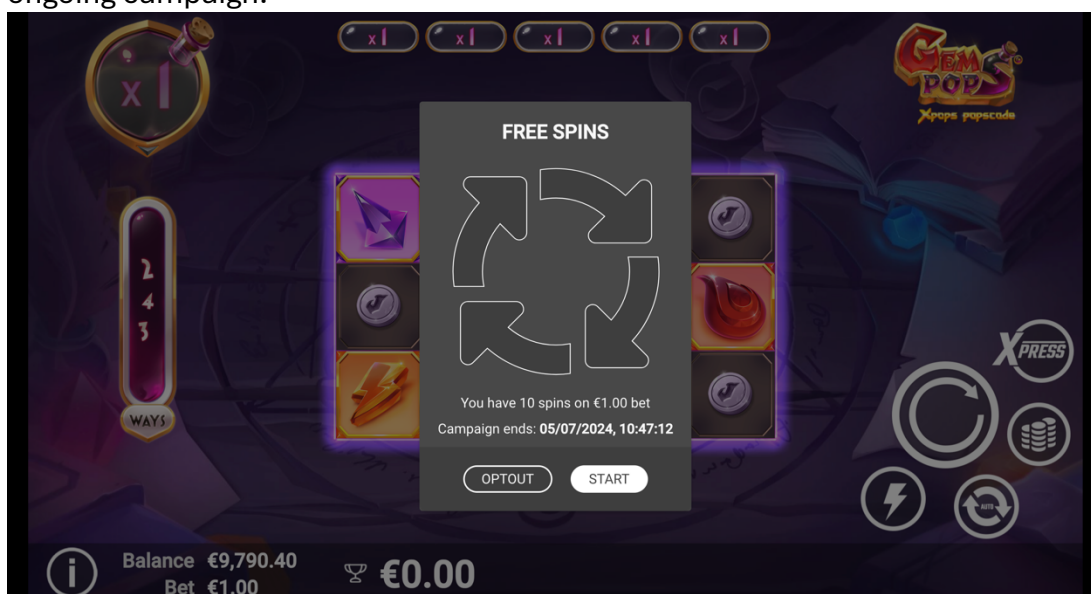 ongoing campaign.
x1
x1 x1 x1 x1 x1
GEM POPS
Xpops popscade
FREE SPINS
2
4
3
WAYS
XPRESS
You have 10 spins on €1.00 bet
Campaign ends: 05/07/2024, 10:47:12
OPTOUT START
AUTO
i
Balance €9,790.40
Bet €1.00
€0.00